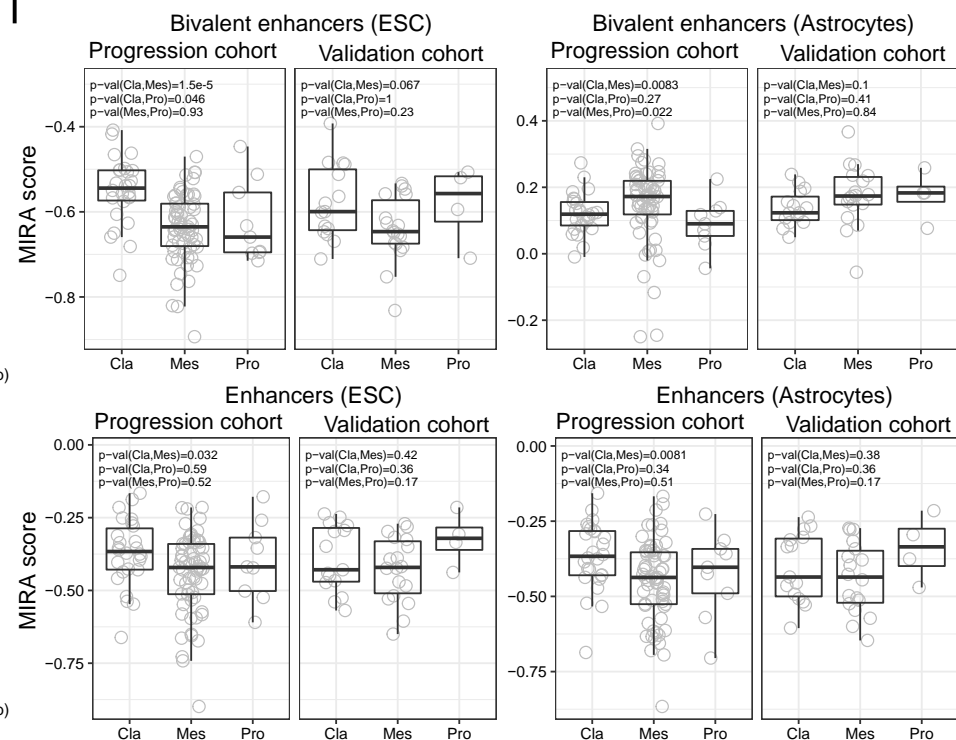 Bivalent enhancers (ESC)
Progression cohort
Validation cohort
p−val(Cla,Mes)=1.5e-5
p−val(Cla,Pro)=0.046
p−val(Mes,Pro)=0.93
p−val(Cla,Mes)=0.067
p−val(Cla,Pro)=1
p−val(Mes,Pro)=0.23
MIRA score
−0.4
−0.6
−0.8
Cla Mes Pro
Cla Mes Pro
Bivalent enhancers (Astrocytes)
Progression cohort
Validation cohort
p−val(Cla,Mes)=0.0083
p−val(Cla,Pro)=0.27
p−val(Mes,Pro)=0.022
p−val(Cla,Mes)=0.1
p−val(Cla,Pro)=0.41
p−val(Mes,Pro)=0.84
0.4
0.2
0.0
−0.2
Cla Mes Pro
Cla Mes Pro
Enhancers (ESC)
Progression cohort
Validation cohort
p−val(Cla,Mes)=0.032
p−val(Cla,Pro)=0.59
p−val(Mes,Pro)=0.52
p−val(Cla,Mes)=0.42
p−val(Cla,Pro)=0.36
p−val(Mes,Pro)=0.17
MIRA score
0.00
−0.25
−0.50
−0.75
Cla Mes Pro
Cla Mes Pro
Enhancers (Astrocytes)
Progression cohort
Validation cohort
p−val(Cla,Mes)=0.0081
p−val(Cla,Pro)=0.34
p−val(Mes,Pro)=0.51
p−val(Cla,Mes)=0.38
p−val(Cla,Pro)=0.36
p−val(Mes,Pro)=0.17
0.00
−0.25
−0.50
−0.75
Cla Mes Pro
Cla Mes Pro